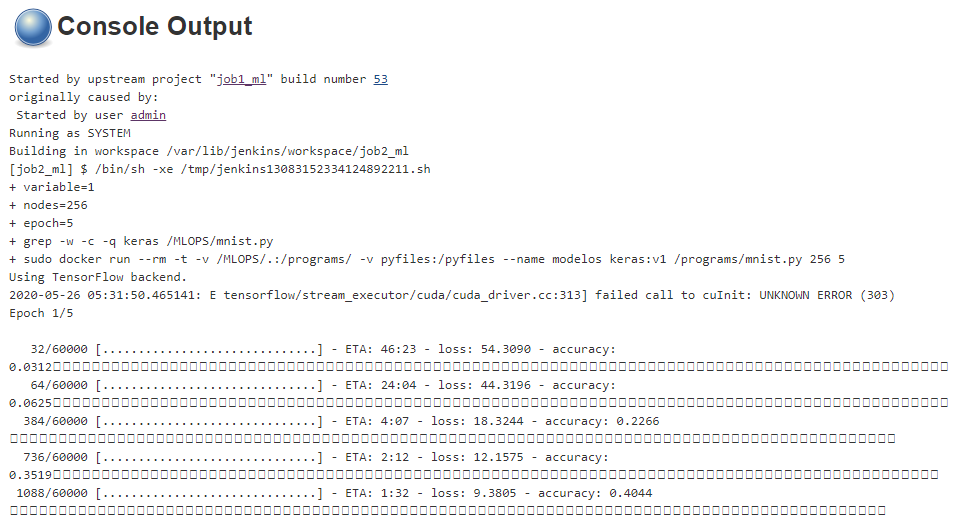 Console Output
Started by upstream project "job1_ml" build number 53
originally caused by:
 Started by user admin
Running as SYSTEM
Building in workspace /var/lib/jenkins/workspace/job2_ml
[job2_ml] $ /bin/sh -xe /tmp/jenkins13083152334124892211.sh
+ variable=1
+ nodes=256
+ epoch=5
+ grep -w -c -q keras /MLOPS/mnist.py
+ sudo docker run --rm -t -v /MLOPS/.:/programs/ -v pyfiles:/pyfiles --name modelos keras:v1 /programs/mnist.py 256 5
Using TensorFlow backend.
2020-05-26 05:31:50.465141: E tensorflow/stream_executor/cuda/cuda_driver.cc:313] failed call to cuInit: UNKNOWN ERROR (303)
Epoch 1/5
   32/60000 [..............................] - ETA: 46:23 - loss: 54.3090 - accuracy:
0.0312
   64/60000 [..............................] - ETA: 24:04 - loss: 44.3196 - accuracy:
0.0625
  384/60000 [..............................] - ETA: 4:07 - loss: 18.3244 - accuracy: 0.2266
  736/60000 [..............................] - ETA: 2:12 - loss: 12.1575 - accuracy:
0.3519
 1088/60000 [..............................] - ETA: 1:32 - loss: 9.3805 - accuracy: 0.4044